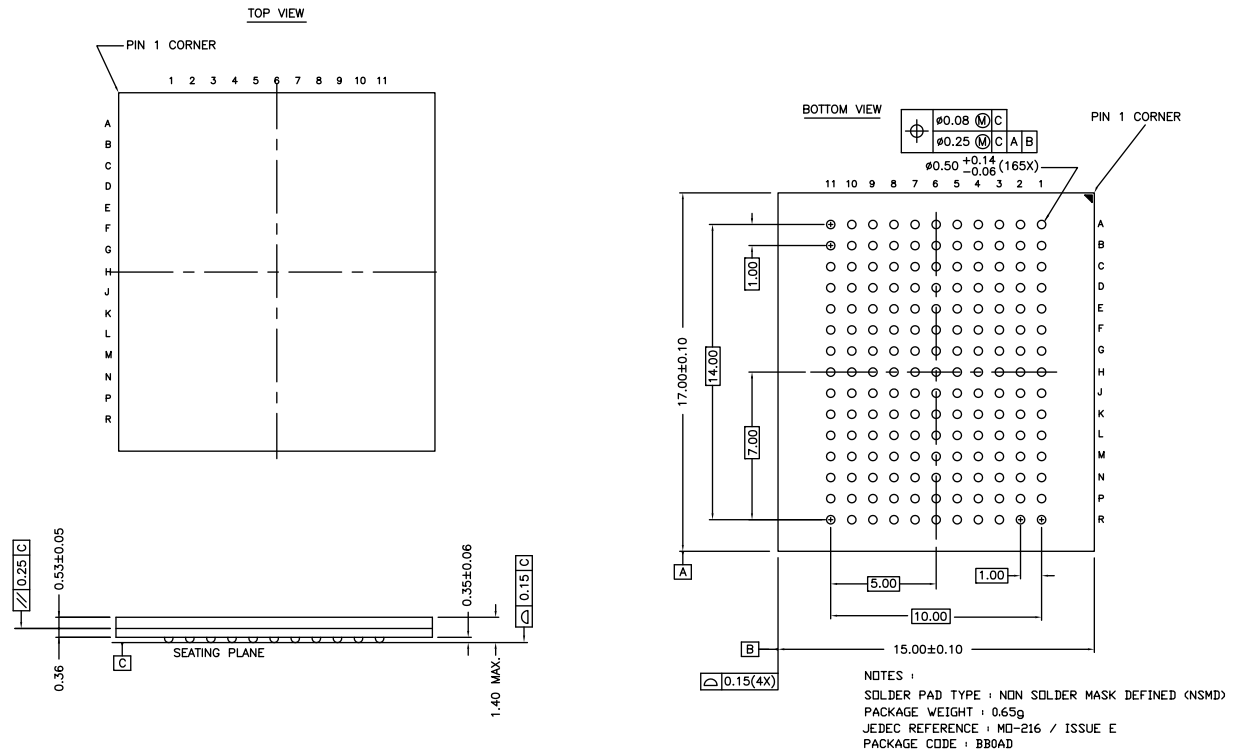 TOP VIEW
PIN 1 CORNER
1 2 3 4 5 6 7 8 9 10 11
A
B
C
D
E
F
G
H
J
K
L
M
N
P
R
BOTTOM VIEW
PIN 1 CORNER
⌀0.08 Ⓜ C
⌀0.25 Ⓜ C A B
⌀0.50 +0.14 -0.06 (165X)
11 10 9 8 7 6 5 4 3 2 1
A
B
C
D
E
F
G
H
J
K
L
M
N
P
R
1.00
14.00
17.00±0.10
7.00
A
1.00
5.00
10.00
B
15.00±0.10
0.15(4X)
// 0.25 C
0.53±0.05
0.35±0.06
0.15 C
SEATING PLANE
C
0.36
1.40 MAX.
NOTES :
SOLDER PAD TYPE : NON SOLDER MASK DEFINED (NSMD)
PACKAGE WEIGHT : 0.65g
JEDEC REFERENCE : MO-216 / ISSUE E
PACKAGE CODE : BB0AD